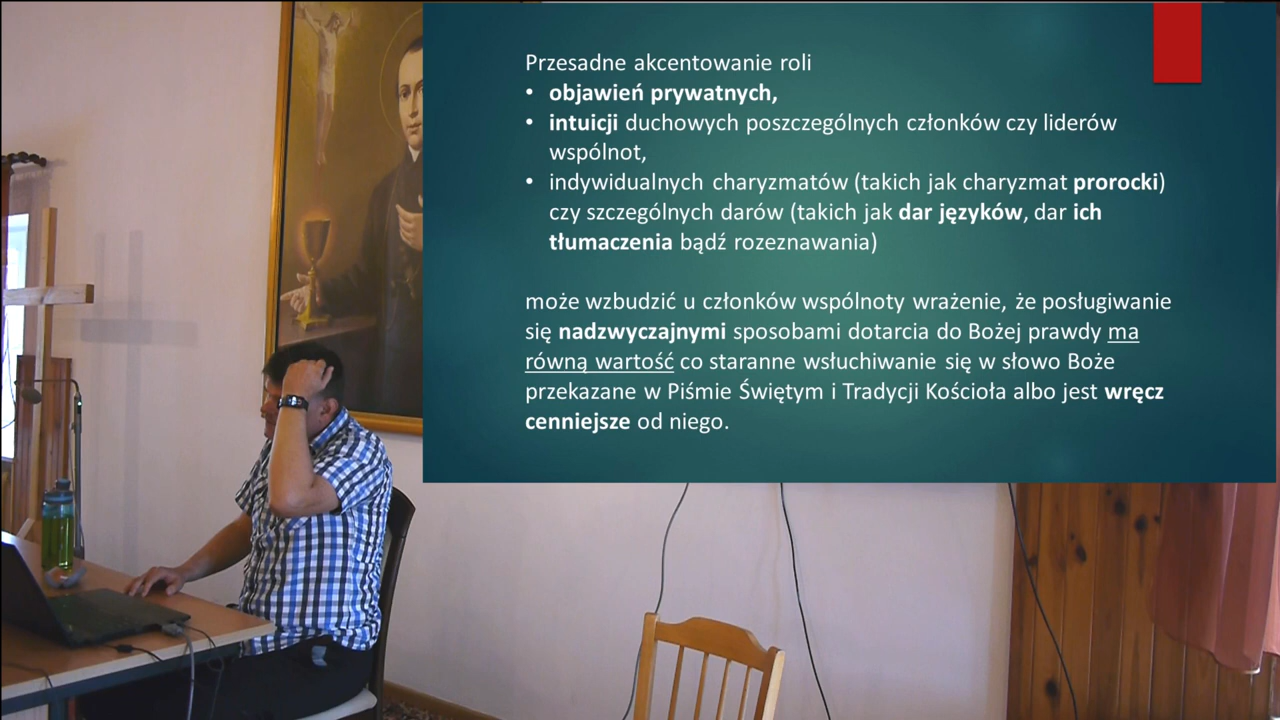 Przesadne akcentowanie roli
• objawień prywatnych,
• intuicji duchowych poszczególnych członków czy liderów
wspólnot,
• indywidualnych charyzmatów (takich jak charyzmat prorocki)
czy szczególnych darów (takich jak dar języków, dar ich
tłumaczenia bądź rozeznawania)
może wzbudzić u członków wspólnoty wrażenie, że posługiwanie
się nadzwyczajnymi sposobami dotarcia do Bożej prawdy ma
równą wartość co staranne wsłuchiwanie się w słowo Boże
przekazane w Piśmie Świętym i Tradycji Kościoła albo jest wręcz
cenniejsze od niego.